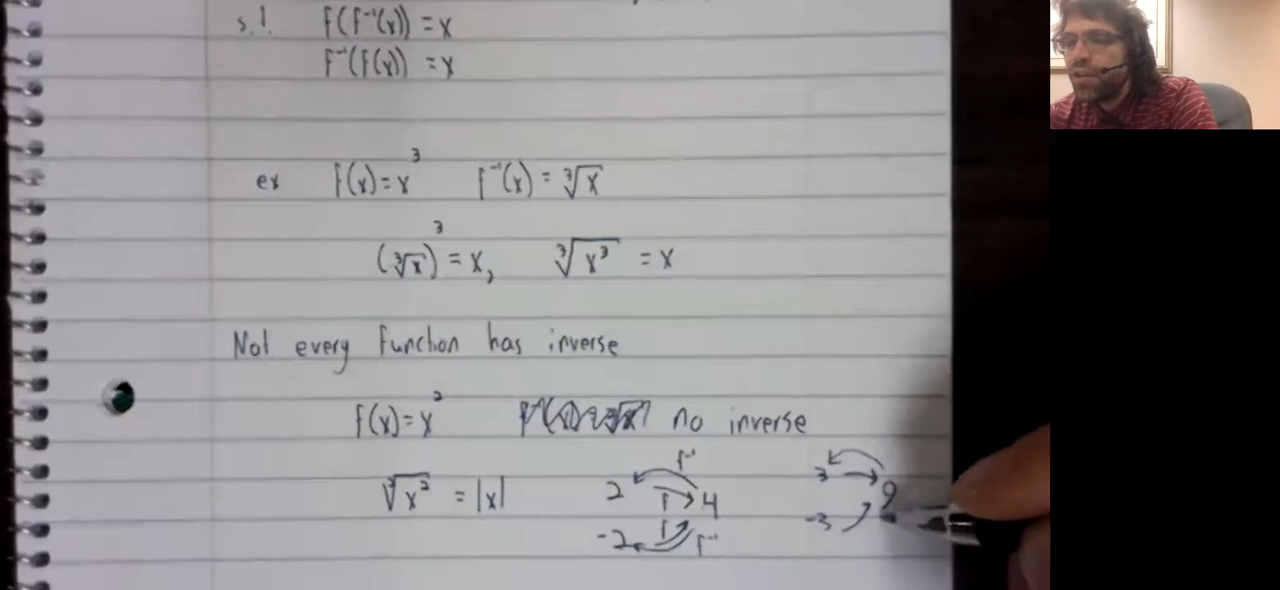 s.t. f(f⁻¹(x)) = x
f⁻¹(f(x)) = x
ex f(x) = x³ f⁻¹(x) = ∛x
(∛x)³ = x, ∛x³ = x
Not every function has inverse
f(x) = x² no inverse
√x² = |x|
2 f⁻¹ f 4
-2 f f⁻¹
3 9
-3